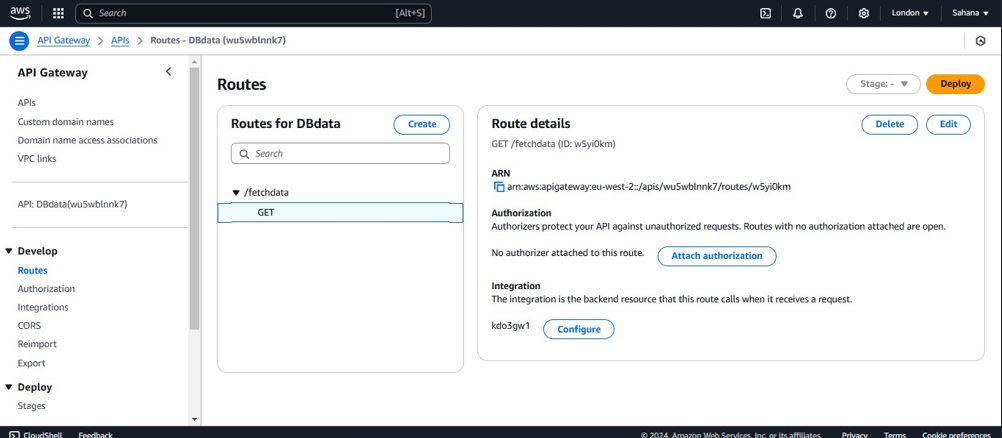 aws
Search [Alt+S]
London ▼
Sahana ▼
API Gateway > APIs > Routes - DBdata (wu5wblnnk7)
API Gateway
APIs
Custom domain names
Domain name access associations
VPC links
API: DBdata(wu5wblnnk7)
▼ Develop
Routes
Authorization
Integrations
CORS
Reimport
Export
▼ Deploy
Stages
Routes
Stage: - ▼
Deploy
Routes for DBdata
Create
Search
▼ /fetchdata
GET
Route details
Delete
Edit
GET /fetchdata (ID: w5yi0km)
ARN
arn:aws:apigateway:eu-west-2::/apis/wu5wblnnk7/routes/w5yi0km
Authorization
Authorizers protect your API against unauthorized requests. Routes with no authorization attached are open.
No authorizer attached to this route.
Attach authorization
Integration
The integration is the backend resource that this route calls when it receives a request.
kdo3gw1
Configure
CloudShell
Feedback
© 2024, Amazon Web Services, Inc. or its affiliates.
Privacy
Terms
Cookie preferences